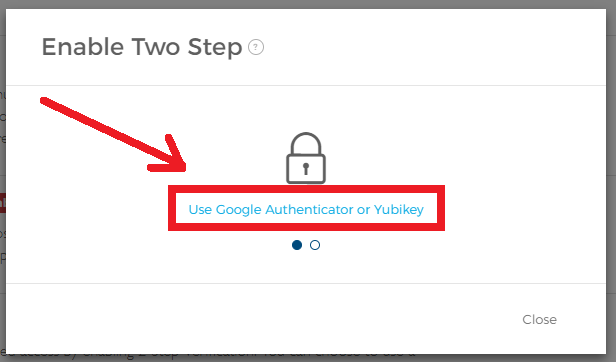 Enable Two Step ?
Use Google Authenticator or Yubikey
Close